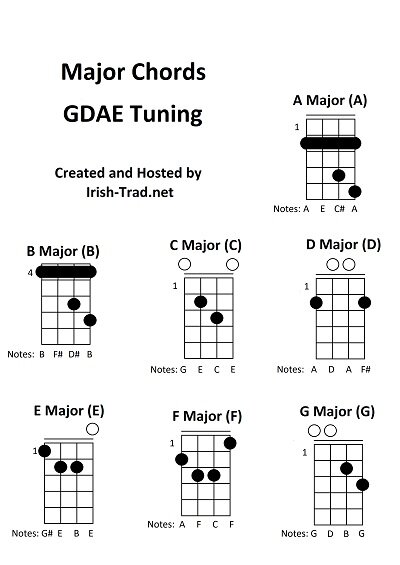 Major Chords
GDAE Tuning
Created and Hosted by
Irish-Trad.net
A Major (A)
1
Notes: A E C# A
B Major (B)
4
Notes: B F# D# B
C Major (C)
1
Notes: G E C E
D Major (D)
1
Notes: A D A F#
E Major (E)
1
Notes: G# E B E
F Major (F)
1
Notes: A F C F
G Major (G)
1
Notes: G D B G